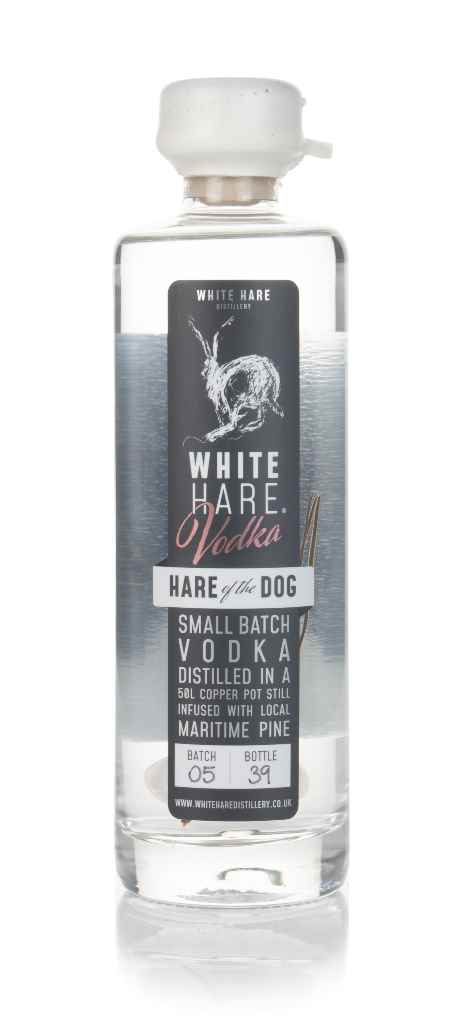 WHITE HARE
DISTILLERY
WHITE
HARE.
Vodka
HARE of the DOG
SMALL BATCH
VODKA
DISTILLED IN A
50L COPPER POT STILL
INFUSED WITH LOCAL
MARITIME PINE
BATCH BOTTLE
05 39
WWW.WHITEHAREDISTILLERY.CO.UK